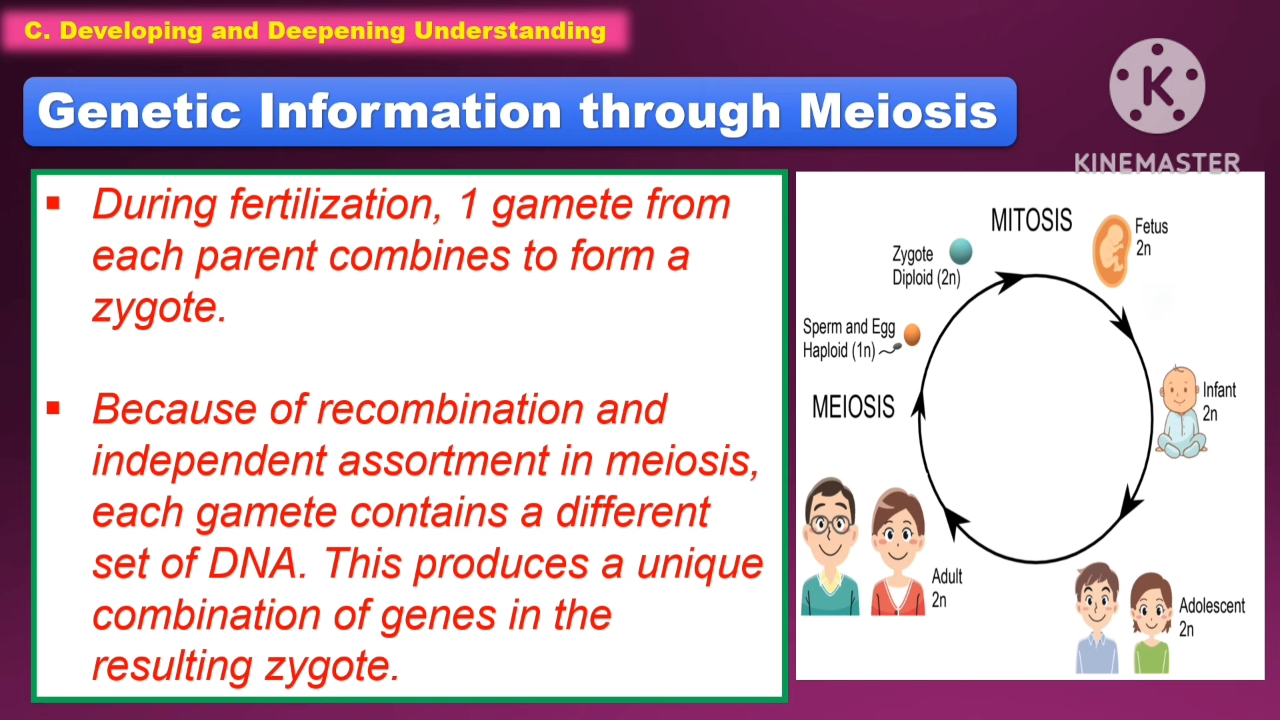 C. Developing and Deepening Understanding
Genetic Information through Meiosis
K
KINEMASTER
▪ During fertilization, 1 gamete from
each parent combines to form a
zygote.
▪ Because of recombination and
independent assortment in meiosis,
each gamete contains a different
set of DNA. This produces a unique
combination of genes in the
resulting zygote.
MITOSIS
Fetus
2n
Zygote
Diploid (2n)
Sperm and Egg
Haploid (1n)
MEIOSIS
Infant
2n
Adult
2n
Adolescent
2n